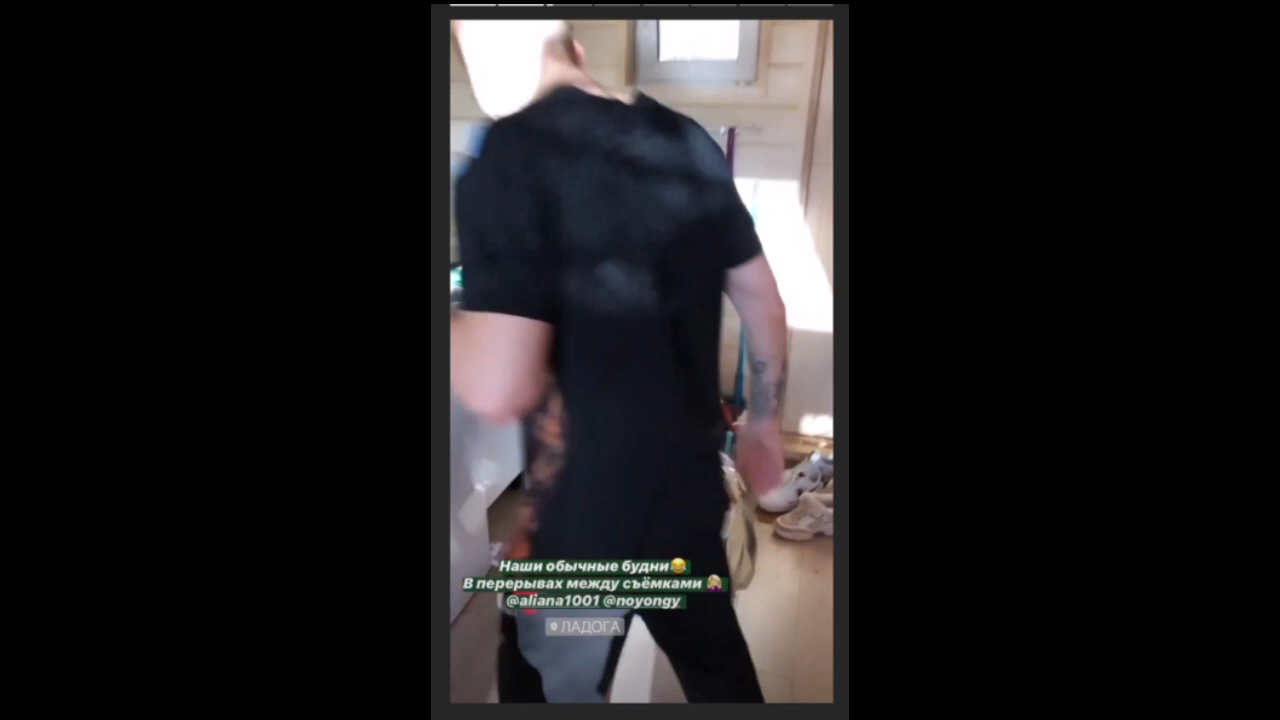 Наши обычные будни😂
В перерывах между съёмками 🤦🏼‍♀️
@aliana1001 @noyongy
ЛАДОГА